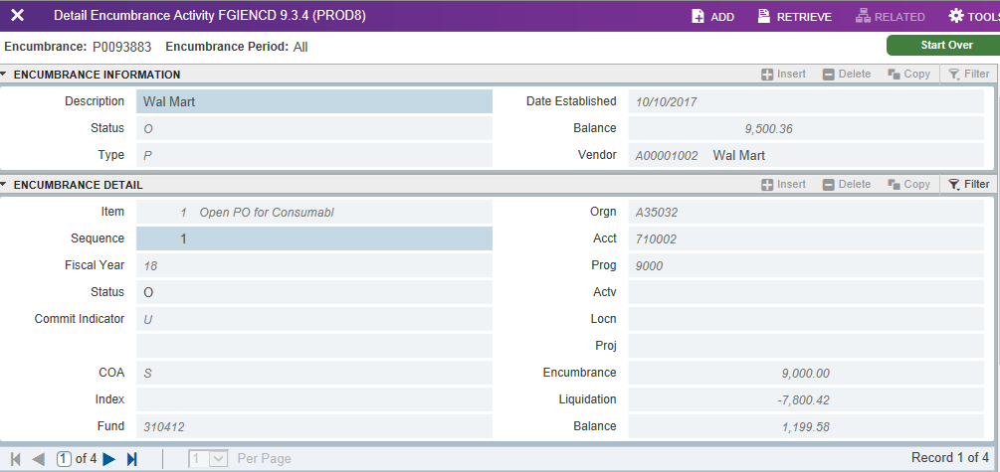 Detail Encumbrance Activity FGIENCD 9.3.4 (PROD8) ADD RETRIEVE RELATED TOOLS
Encumbrance: P0093883 Encumbrance Period: All Start Over
ENCUMBRANCE INFORMATION Insert Delete Copy Filter
Description Wal Mart Date Established 10/10/2017
Status O Balance 9,500.36
Type P Vendor A00001002 Wal Mart
ENCUMBRANCE DETAIL Insert Delete Copy Filter
Item 1 Open PO for Consumabl Orgn A35032
Sequence 1 Acct 710002
Fiscal Year 18 Prog 9000
Status O Actv
Commit Indicator U Locn
Proj
COA S Encumbrance 9,000.00
Index Liquidation -7,800.42
Fund 310412 Balance 1,199.58
1 of 4 1 Per Page Record 1 of 4